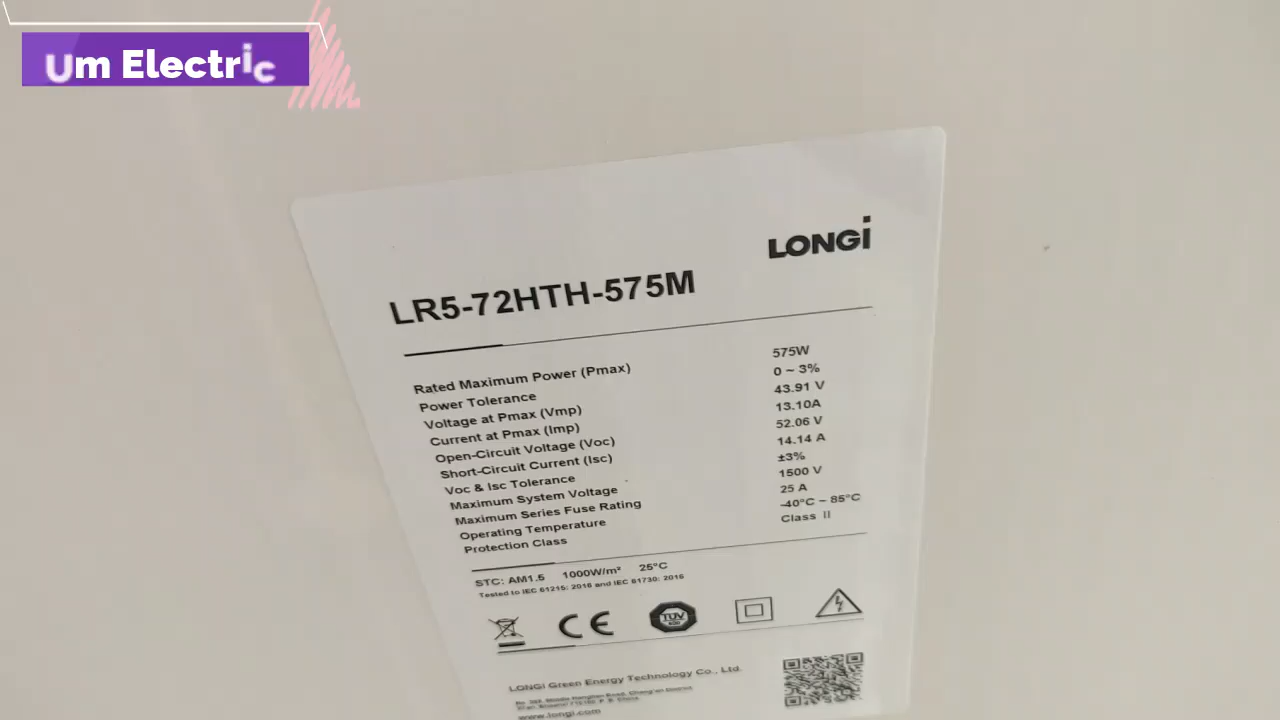 Um Electric
LONGi
LR5-72HTH-575M
Rated Maximum Power (Pmax) 575W
Power Tolerance 0 ~ 3%
Voltage at Pmax (Vmp) 43.91 V
Current at Pmax (Imp) 13.10A
Open-Circuit Voltage (Voc) 52.06 V
Short-Circuit Current (Isc) 14.14 A
Voc & Isc Tolerance ±3%
Maximum System Voltage 1500 V
Maximum Series Fuse Rating 25 A
Operating Temperature -40°C ~ 85°C
Protection Class Class II
STC: AM1.5 1000W/m² 25°C
Tested to IEC 61215: 2016 and IEC 61730: 2016
CE
TÜV
LONGi Green Energy Technology Co., Ltd.
www.longi.com